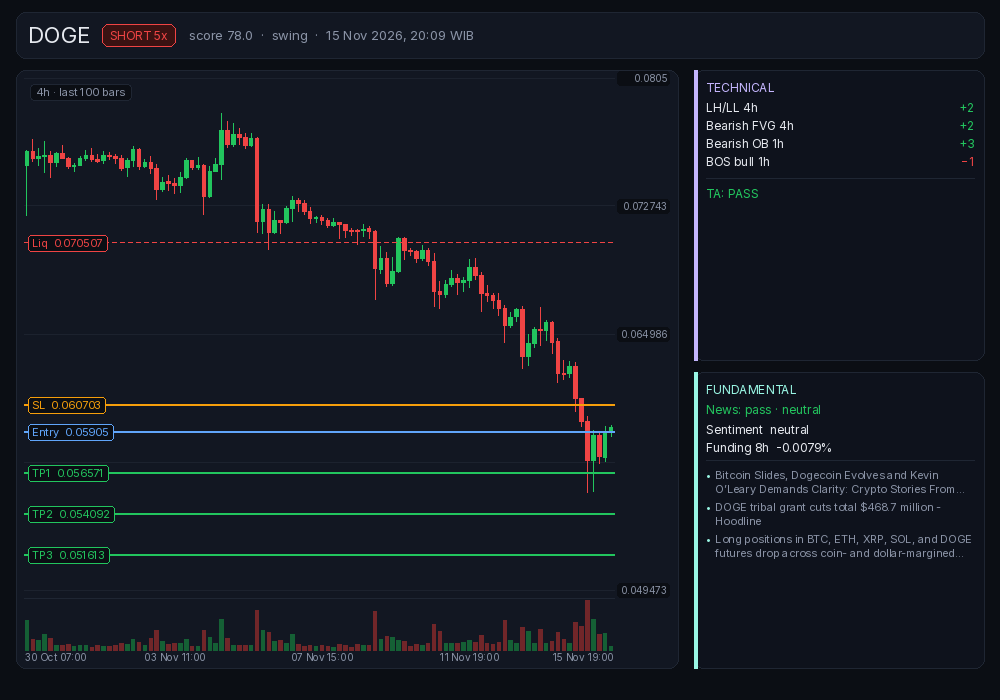 DOGE SHORT 5x score 78.0 · swing · 15 Nov 2026, 20:09 WIB
4h · last 100 bars
0.0805
0.072743
Liq 0.070507
0.064986
SL 0.060703
Entry 0.05905
TP1 0.056571
TP2 0.054092
TP3 0.051613
0.049473
30 Oct 07:00 03 Nov 11:00 07 Nov 15:00 11 Nov 19:00 15 Nov 19:00
TECHNICAL
LH/LL 4h +2
Bearish FVG 4h +2
Bearish OB 1h +3
BOS bull 1h −1
TA: PASS
FUNDAMENTAL
News: pass · neutral
Sentiment neutral
Funding 8h -0.0079%
• Bitcoin Slides, Dogecoin Evolves and Kevin
O'Leary Demands Clarity: Crypto Stories From…
• DOGE tribal grant cuts total $468.7 million -
Hoodline
• Long positions in BTC, ETH, XRP, SOL, and DOGE
futures drop across coin- and dollar-margined…